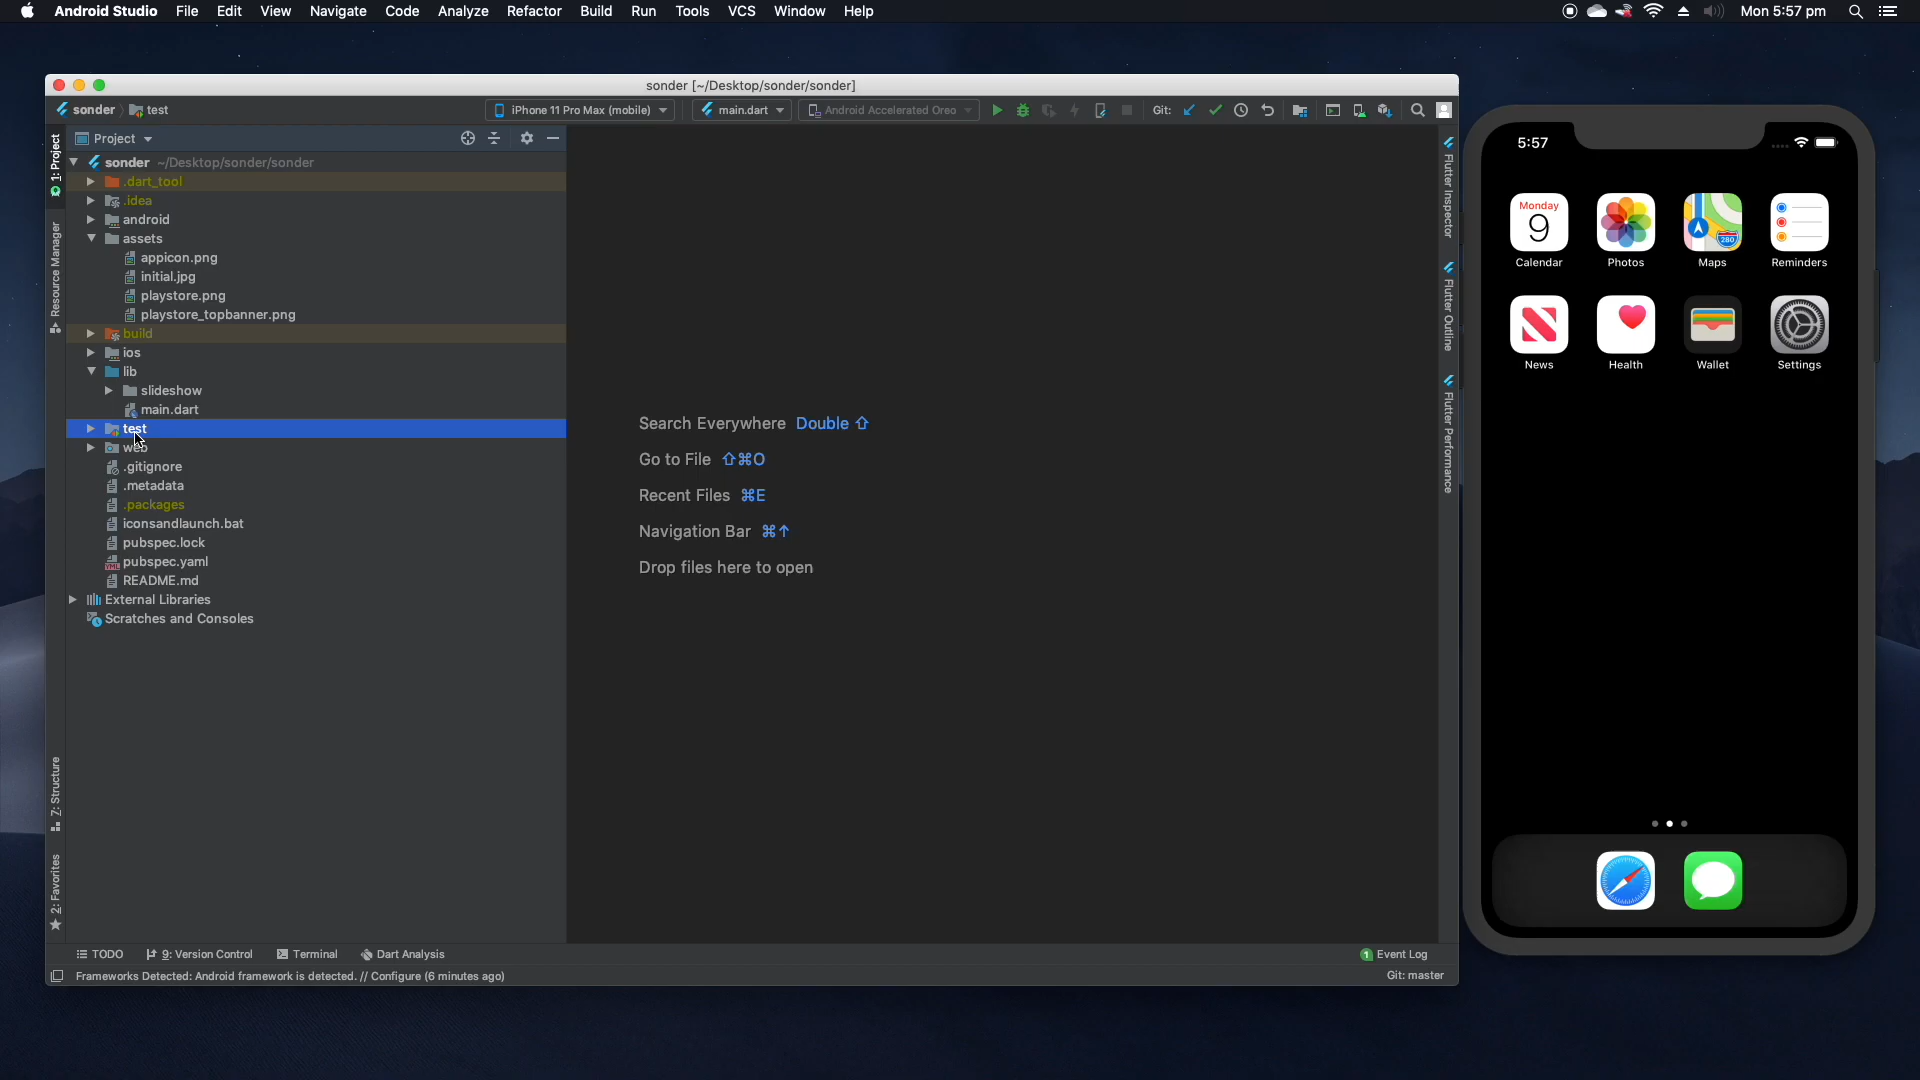 Android Studio File Edit View Navigate Code Analyze Refactor Build Run Tools VCS Window Help
Mon 5:57 pm
sonder [~/Desktop/sonder/sonder]
sonder test
iPhone 11 Pro Max (mobile) main.dart Android Accelerated Oreo Git:
Project
sonder ~/Desktop/sonder/sonder
.dart_tool
.idea
android
assets
appicon.png
initial.jpg
playstore.png
playstore_topbanner.png
build
ios
lib
slideshow
main.dart
test
web
.gitignore
.metadata
.packages
iconsandlaunch.bat
pubspec.lock
pubspec.yaml
README.md
External Libraries
Scratches and Consoles
1: Project
Resource Manager
7: Structure
2: Favorites
Search Everywhere Double ⇧
Go to File ⇧⌘O
Recent Files ⌘E
Navigation Bar ⌘↑
Drop files here to open
Flutter Inspector
Flutter Outline
Flutter Performance
TODO 9: Version Control Terminal Dart Analysis
1 Event Log
Frameworks Detected: Android framework is detected. // Configure (6 minutes ago)
Git: master
5:57
Monday
9
280
Calendar Photos Maps Reminders
News Health Wallet Settings